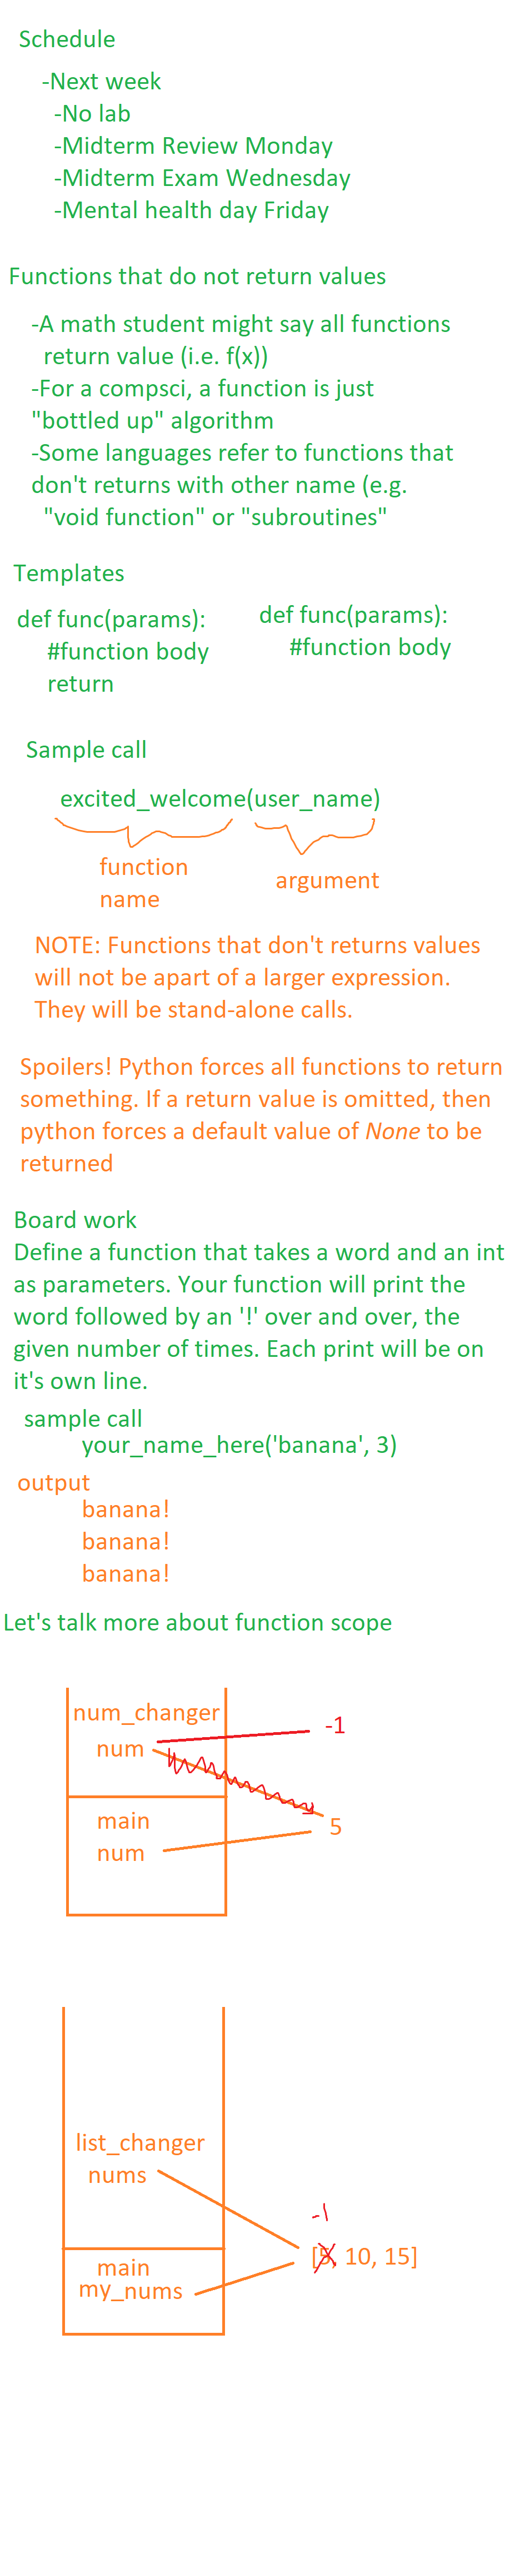 Schedule
-Next week
-No lab
-Midterm Review Monday
-Midterm Exam Wednesday
-Mental health day Friday
Functions that do not return values
-A math student might say all functions
return value (i.e. f(x))
-For a compsci, a function is just
"bottled up" algorithm
-Some languages refer to functions that
don't returns with other name (e.g.
"void function" or "subroutines"
Templates
def func(params):
#function body
return
def func(params):
#function body
Sample call
excited_welcome(user_name)
function
name
argument
NOTE: Functions that don't returns values
will not be apart of a larger expression.
They will be stand-alone calls.
Spoilers! Python forces all functions to return
something. If a return value is omitted, then
python forces a default value of None to be
returned
Board work
Define a function that takes a word and an int
as parameters. Your function will print the
word followed by an '!' over and over, the
given number of times. Each print will be on
it's own line.
sample call
your_name_here('banana', 3)
output
banana!
banana!
banana!
Let's talk more about function scope
num_changer
num
-1
main
num
5
list_changer
nums
-1
[5, 10, 15]
main
my_nums